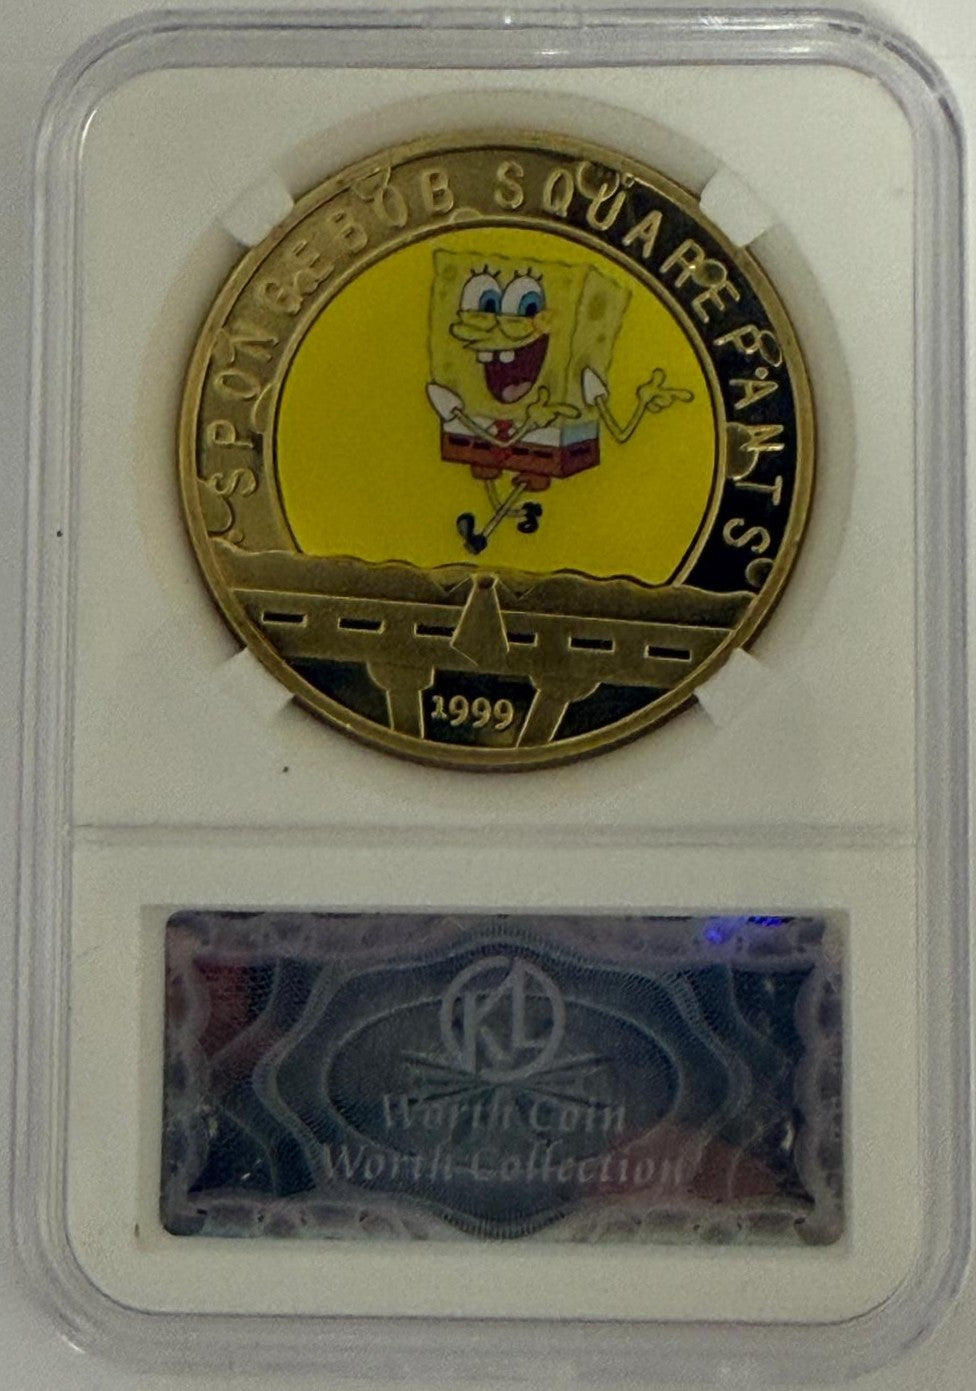 SPONGEBOB SQUAREPANTS
1999
KL
Worth Coin
Worth Collection